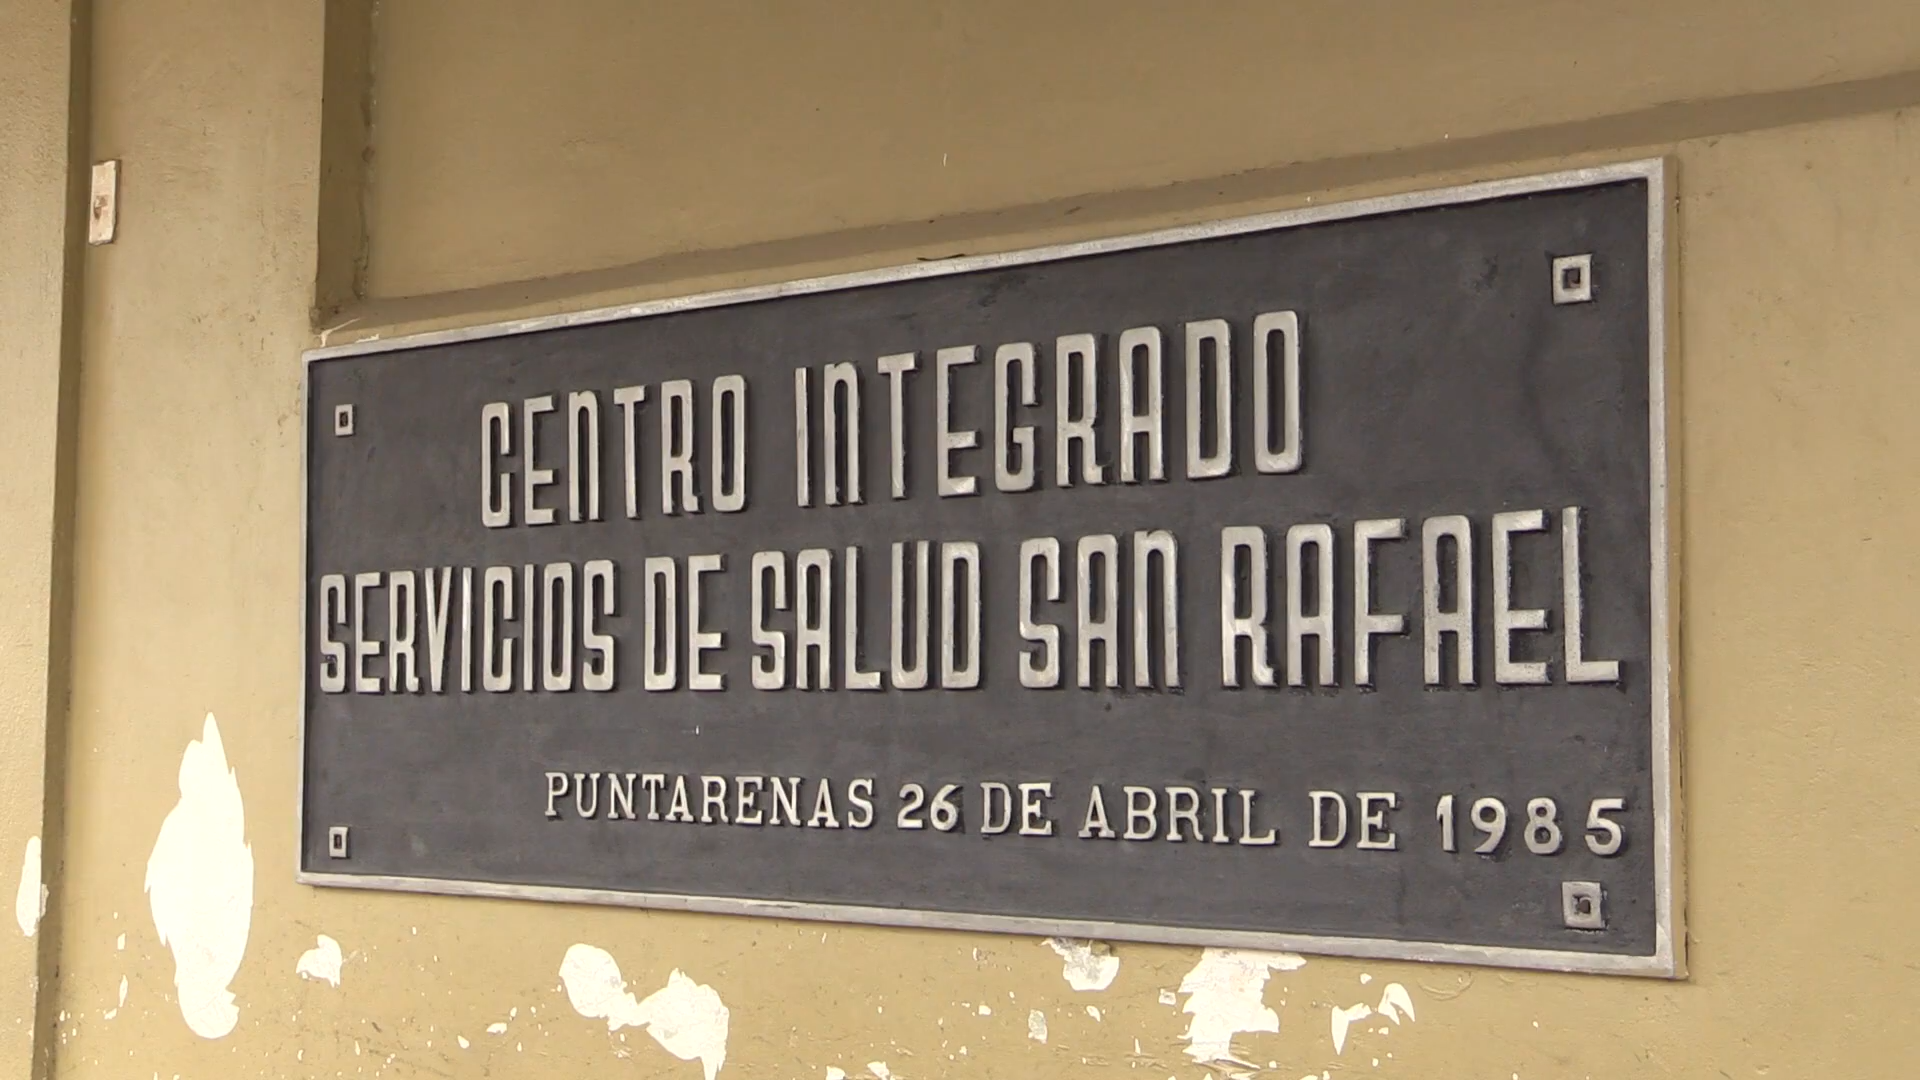 CENTRO INTEGRADO
SERVICIOS DE SALUD SAN RAFAEL
PUNTARENAS 26 DE ABRIL DE 1985